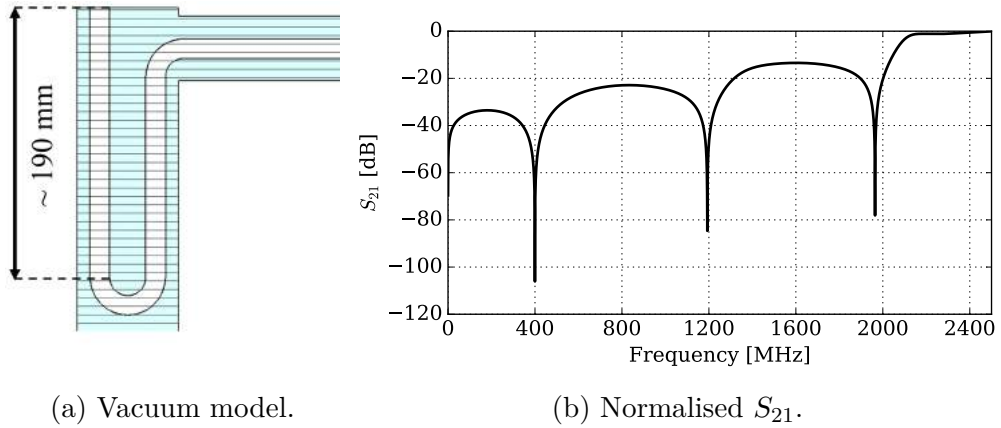 ~ 190 mm
0
−20
−40
−60
−80
−100
−120
S21 [dB]
0 400 800 1200 1600 2000 2400
Frequency [MHz]
(a) Vacuum model.
(b) Normalised S21.